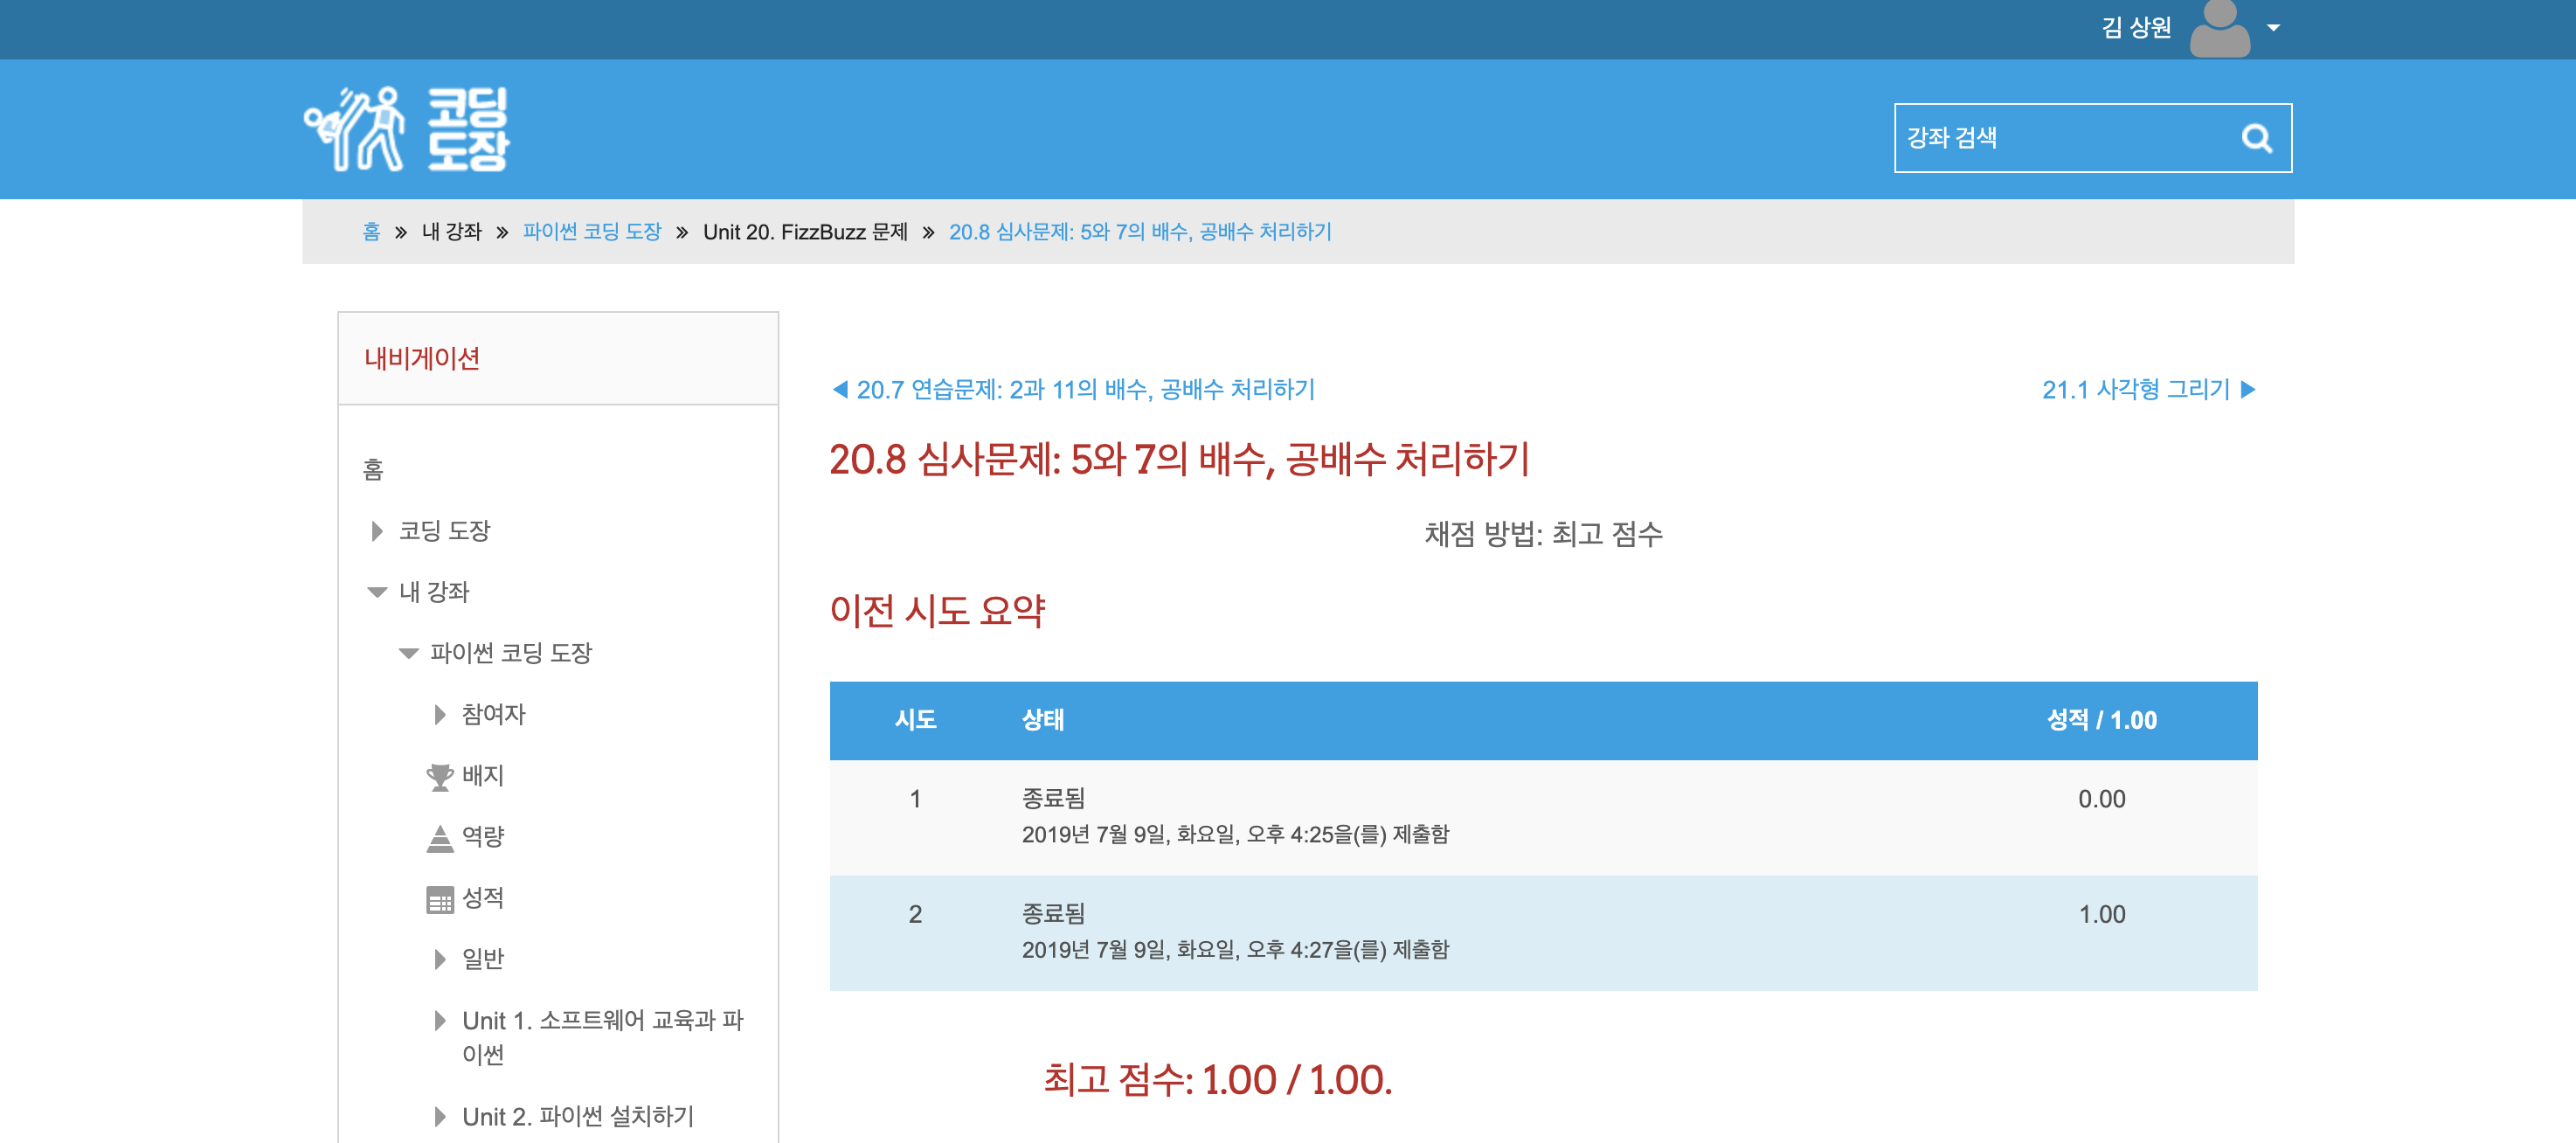 김 상원
코딩
도장
강좌 검색
홈 » 내 강좌 » 파이썬 코딩 도장 » Unit 20. FizzBuzz 문제 » 20.8 심사문제: 5와 7의 배수, 공배수 처리하기
내비게이션
홈
코딩 도장
내 강좌
파이썬 코딩 도장
참여자
배지
역량
성적
일반
Unit 1. 소프트웨어 교육과 파
이썬
Unit 2. 파이썬 설치하기
◀ 20.7 연습문제: 2과 11의 배수, 공배수 처리하기
21.1 사각형 그리기 ▶
20.8 심사문제: 5와 7의 배수, 공배수 처리하기
채점 방법: 최고 점수
이전 시도 요약
시도 상태 성적 / 1.00
1 종료됨 0.00
2019년 7월 9일, 화요일, 오후 4:25을(를) 제출함
2 종료됨 1.00
2019년 7월 9일, 화요일, 오후 4:27을(를) 제출함
최고 점수: 1.00 / 1.00.